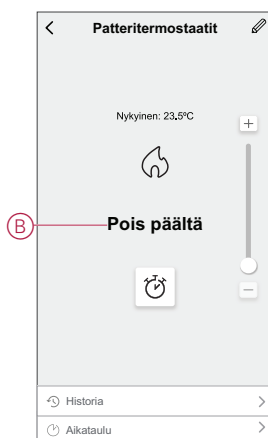 Patteritermostaatit
Nykyinen: 23,5°C
+
B
Pois päältä
−
Historia
Aikataulu